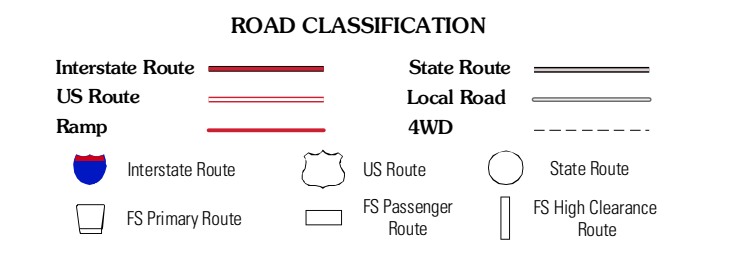 ROAD CLASSIFICATION
Interstate Route State Route
US Route Local Road
Ramp 4WD
Interstate Route US Route State Route
FS Primary Route
FS Passenger
Route
FS High Clearance
Route